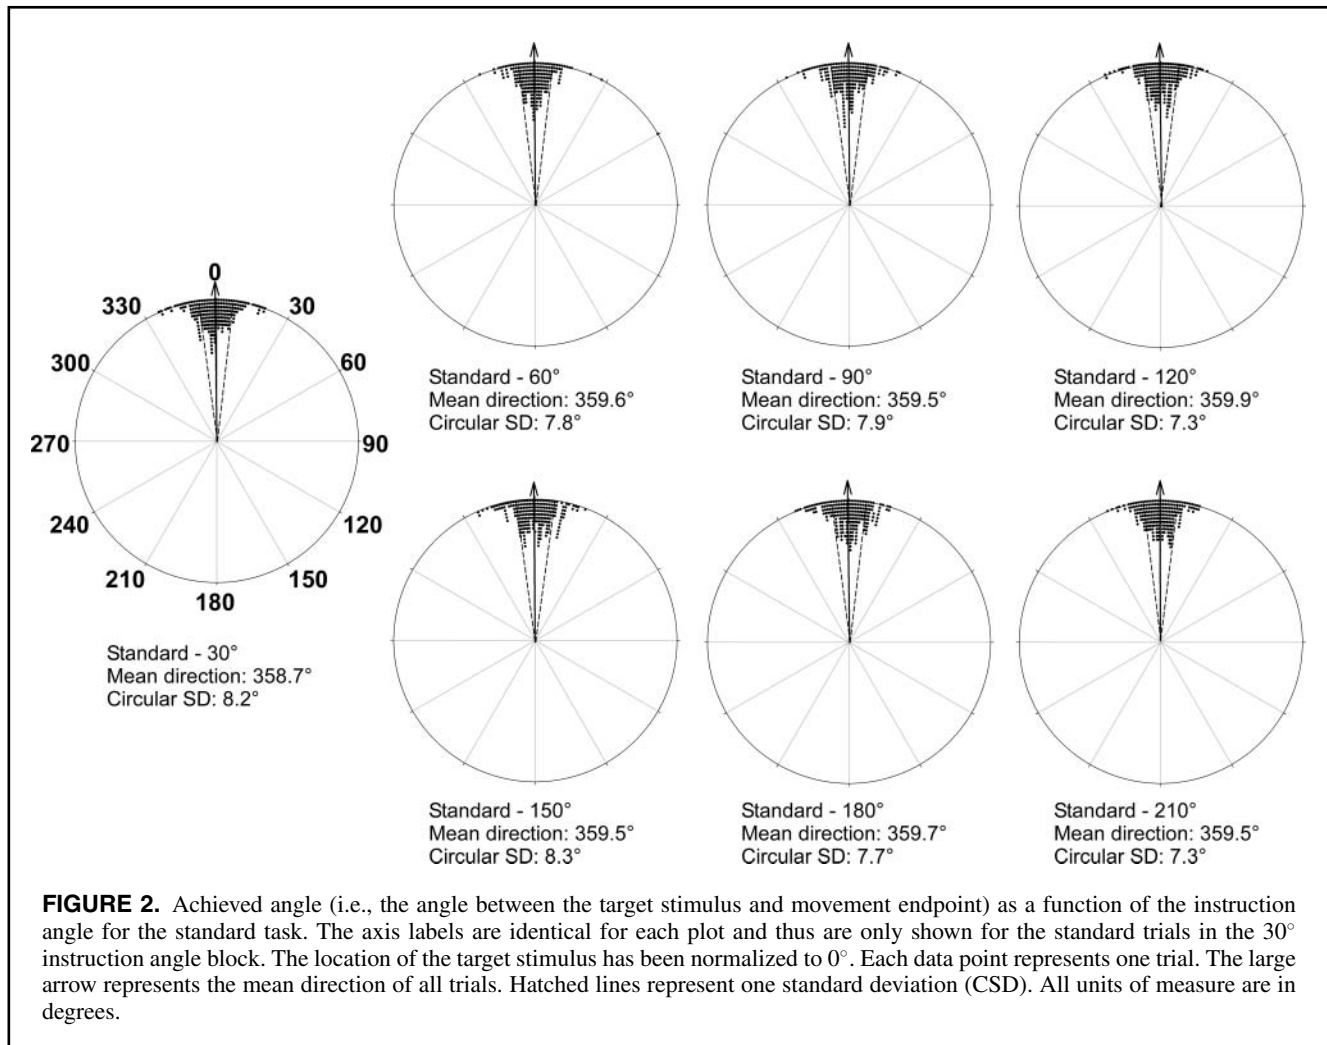 0
330
30
300
60
270
90
240
120
210
150
180
Standard - 30°
Mean direction: 358.7°
Circular SD: 8.2°
Standard - 60°
Mean direction: 359.6°
Circular SD: 7.8°
Standard - 90°
Mean direction: 359.5°
Circular SD: 7.9°
Standard - 120°
Mean direction: 359.9°
Circular SD: 7.3°
Standard - 150°
Mean direction: 359.5°
Circular SD: 8.3°
Standard - 180°
Mean direction: 359.7°
Circular SD: 7.7°
Standard - 210°
Mean direction: 359.5°
Circular SD: 7.3°
FIGURE 2. Achieved angle (i.e., the angle between the target stimulus and movement endpoint) as a function of the instruction
angle for the standard task. The axis labels are identical for each plot and thus are only shown for the standard trials in the 30°
instruction angle block. The location of the target stimulus has been normalized to 0°. Each data point represents one trial. The large
arrow represents the mean direction of all trials. Hatched lines represent one standard deviation (CSD). All units of measure are in
degrees.